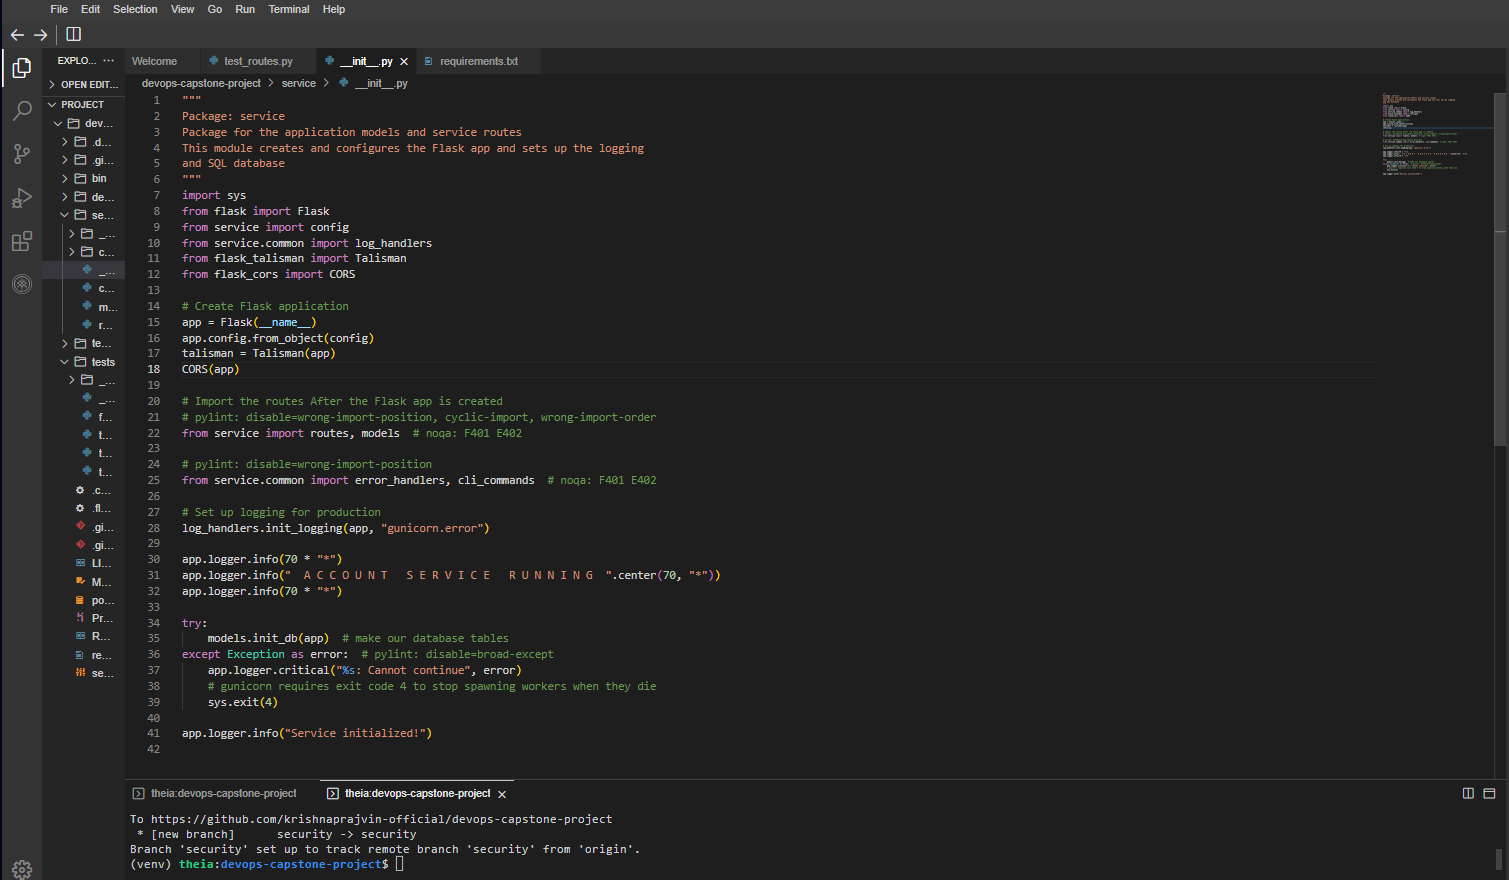 File Edit Selection View Go Run Terminal Help
EXPLO... ···
Welcome test_routes.py __init__.py requirements.txt
OPEN EDIT...
devops-capstone-project > service > __init__.py
PROJECT
dev...
.d...
.gi...
bin
de...
se...
_...
c...
_...
c...
m...
r...
te...
tests
_...
_...
f...
t...
t...
t...
.c...
.fl...
.gi...
.gi...
LI...
M...
po...
Pr...
R...
re...
se...
1 """
2 Package: service
3 Package for the application models and service routes
4 This module creates and configures the Flask app and sets up the logging
5 and SQL database
6 """
7 import sys
8 from flask import Flask
9 from service import config
10 from service.common import log_handlers
11 from flask_talisman import Talisman
12 from flask_cors import CORS
13
14 # Create Flask application
15 app = Flask(__name__)
16 app.config.from_object(config)
17 talisman = Talisman(app)
18 CORS(app)
19
20 # Import the routes After the Flask app is created
21 # pylint: disable=wrong-import-position, cyclic-import, wrong-import-order
22 from service import routes, models  # noqa: F401 E402
23
24 # pylint: disable=wrong-import-position
25 from service.common import error_handlers, cli_commands  # noqa: F401 E402
26
27 # Set up logging for production
28 log_handlers.init_logging(app, "gunicorn.error")
29
30 app.logger.info(70 * "*")
31 app.logger.info("  A C C O U N T   S E R V I C E   R U N N I N G  ".center(70, "*"))
32 app.logger.info(70 * "*")
33
34 try:
35     models.init_db(app)  # make our database tables
36 except Exception as error:  # pylint: disable=broad-except
37     app.logger.critical("%s: Cannot continue", error)
38     # gunicorn requires exit code 4 to stop spawning workers when they die
39     sys.exit(4)
40
41 app.logger.info("Service initialized!")
42
theia:devops-capstone-project theia:devops-capstone-project
To https://github.com/krishnaprajvin-official/devops-capstone-project
 * [new branch]      security -> security
Branch 'security' set up to track remote branch 'security' from 'origin'.
(venv) theia:devops-capstone-project$